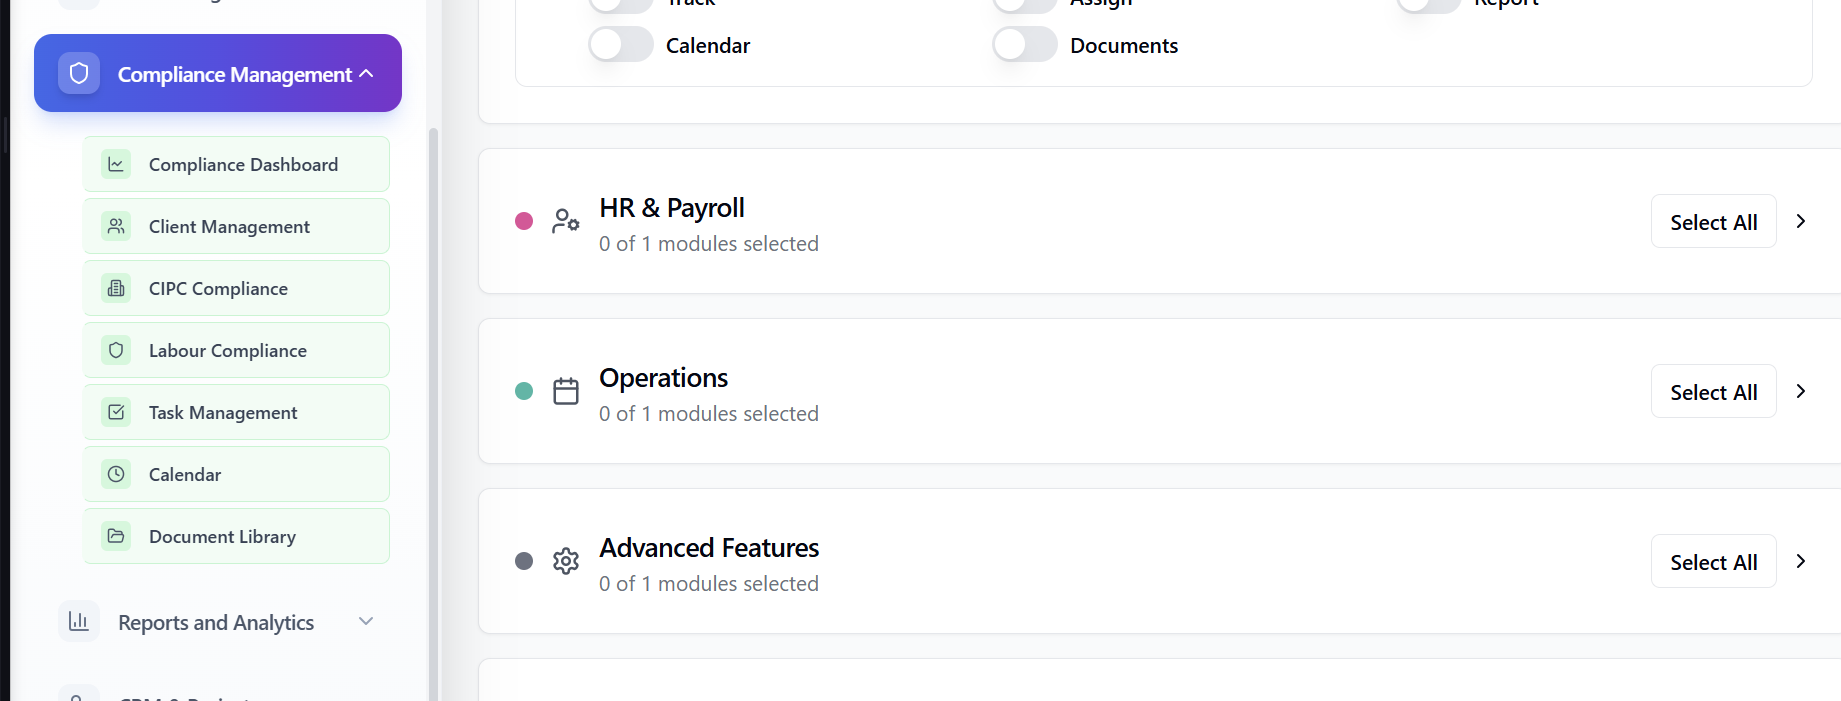 Compliance Management
Compliance Dashboard
Client Management
CIPC Compliance
Labour Compliance
Task Management
Calendar
Document Library
Reports and Analytics
Track
Assign
Report
Calendar
Documents
HR & Payroll
0 of 1 modules selected
Select All
Operations
0 of 1 modules selected
Select All
Advanced Features
0 of 1 modules selected
Select All